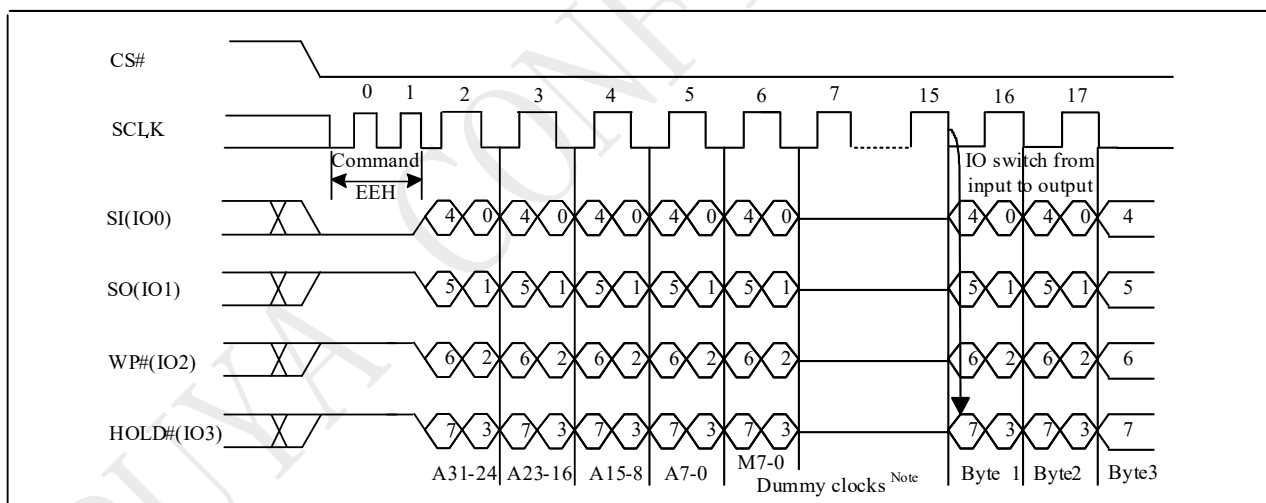 CS#
0 1 2 3 4 5 6 7 15 16 17
SCLK
Command
EEH
IO switch from
input to output
SI(IO0) 4 0 4 0 4 0 4 0 4 0 4 0 4 0 4
SO(IO1) 5 1 5 1 5 1 5 1 5 1 5 1 5 1 5
WP#(IO2) 6 2 6 2 6 2 6 2 6 2 6 2 6 2 6
HOLD#(IO3) 7 3 7 3 7 3 7 3 7 3 7 3 7 3 7
A31-24 A23-16 A15-8 A7-0 M7-0
Dummy clocks Note
Byte 1 Byte2 Byte3